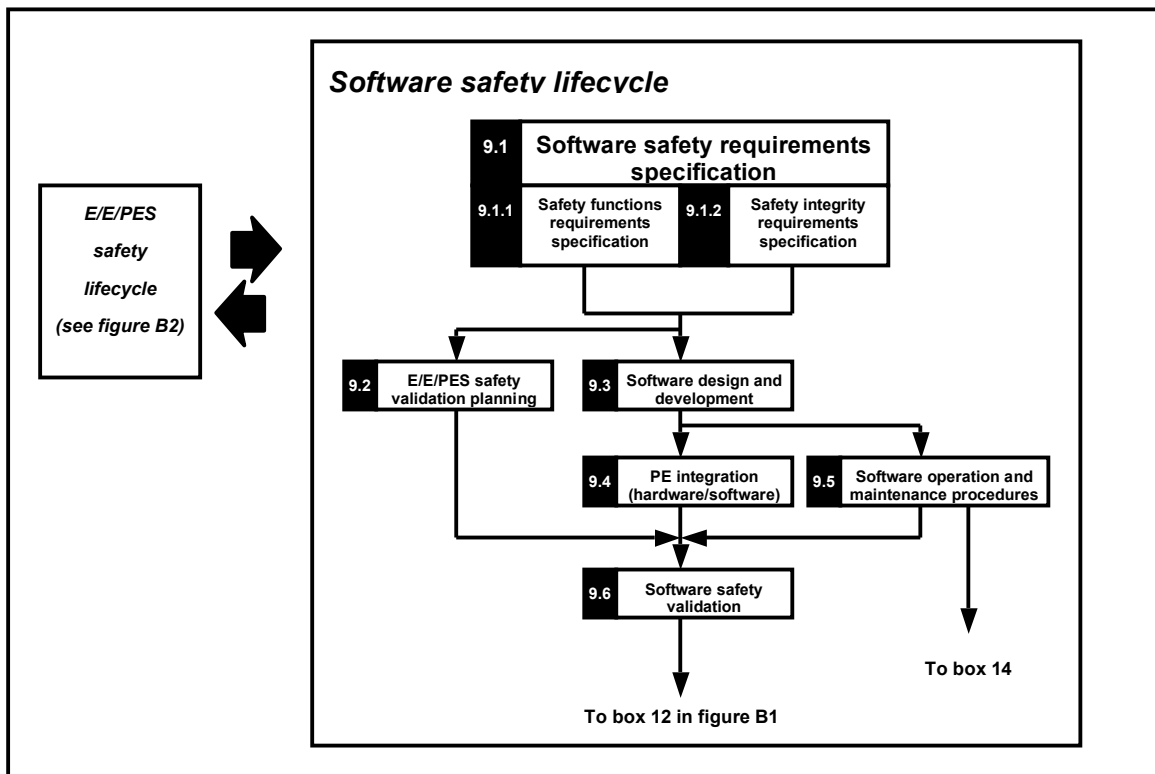 Software safety lifecycle
9.1
Software safety requirements
specification
9.1.1
Safety functions
requirements
specification
9.1.2
Safety integrity
requirements
specification
E/E/PES
safety
lifecycle
(see figure B2)
9.2
E/E/PES safety
validation planning
9.3
Software design and
development
9.4
PE integration
(hardware/software)
9.5
Software operation and
maintenance procedures
9.6
Software safety
validation
To box 14
To box 12 in figure B1